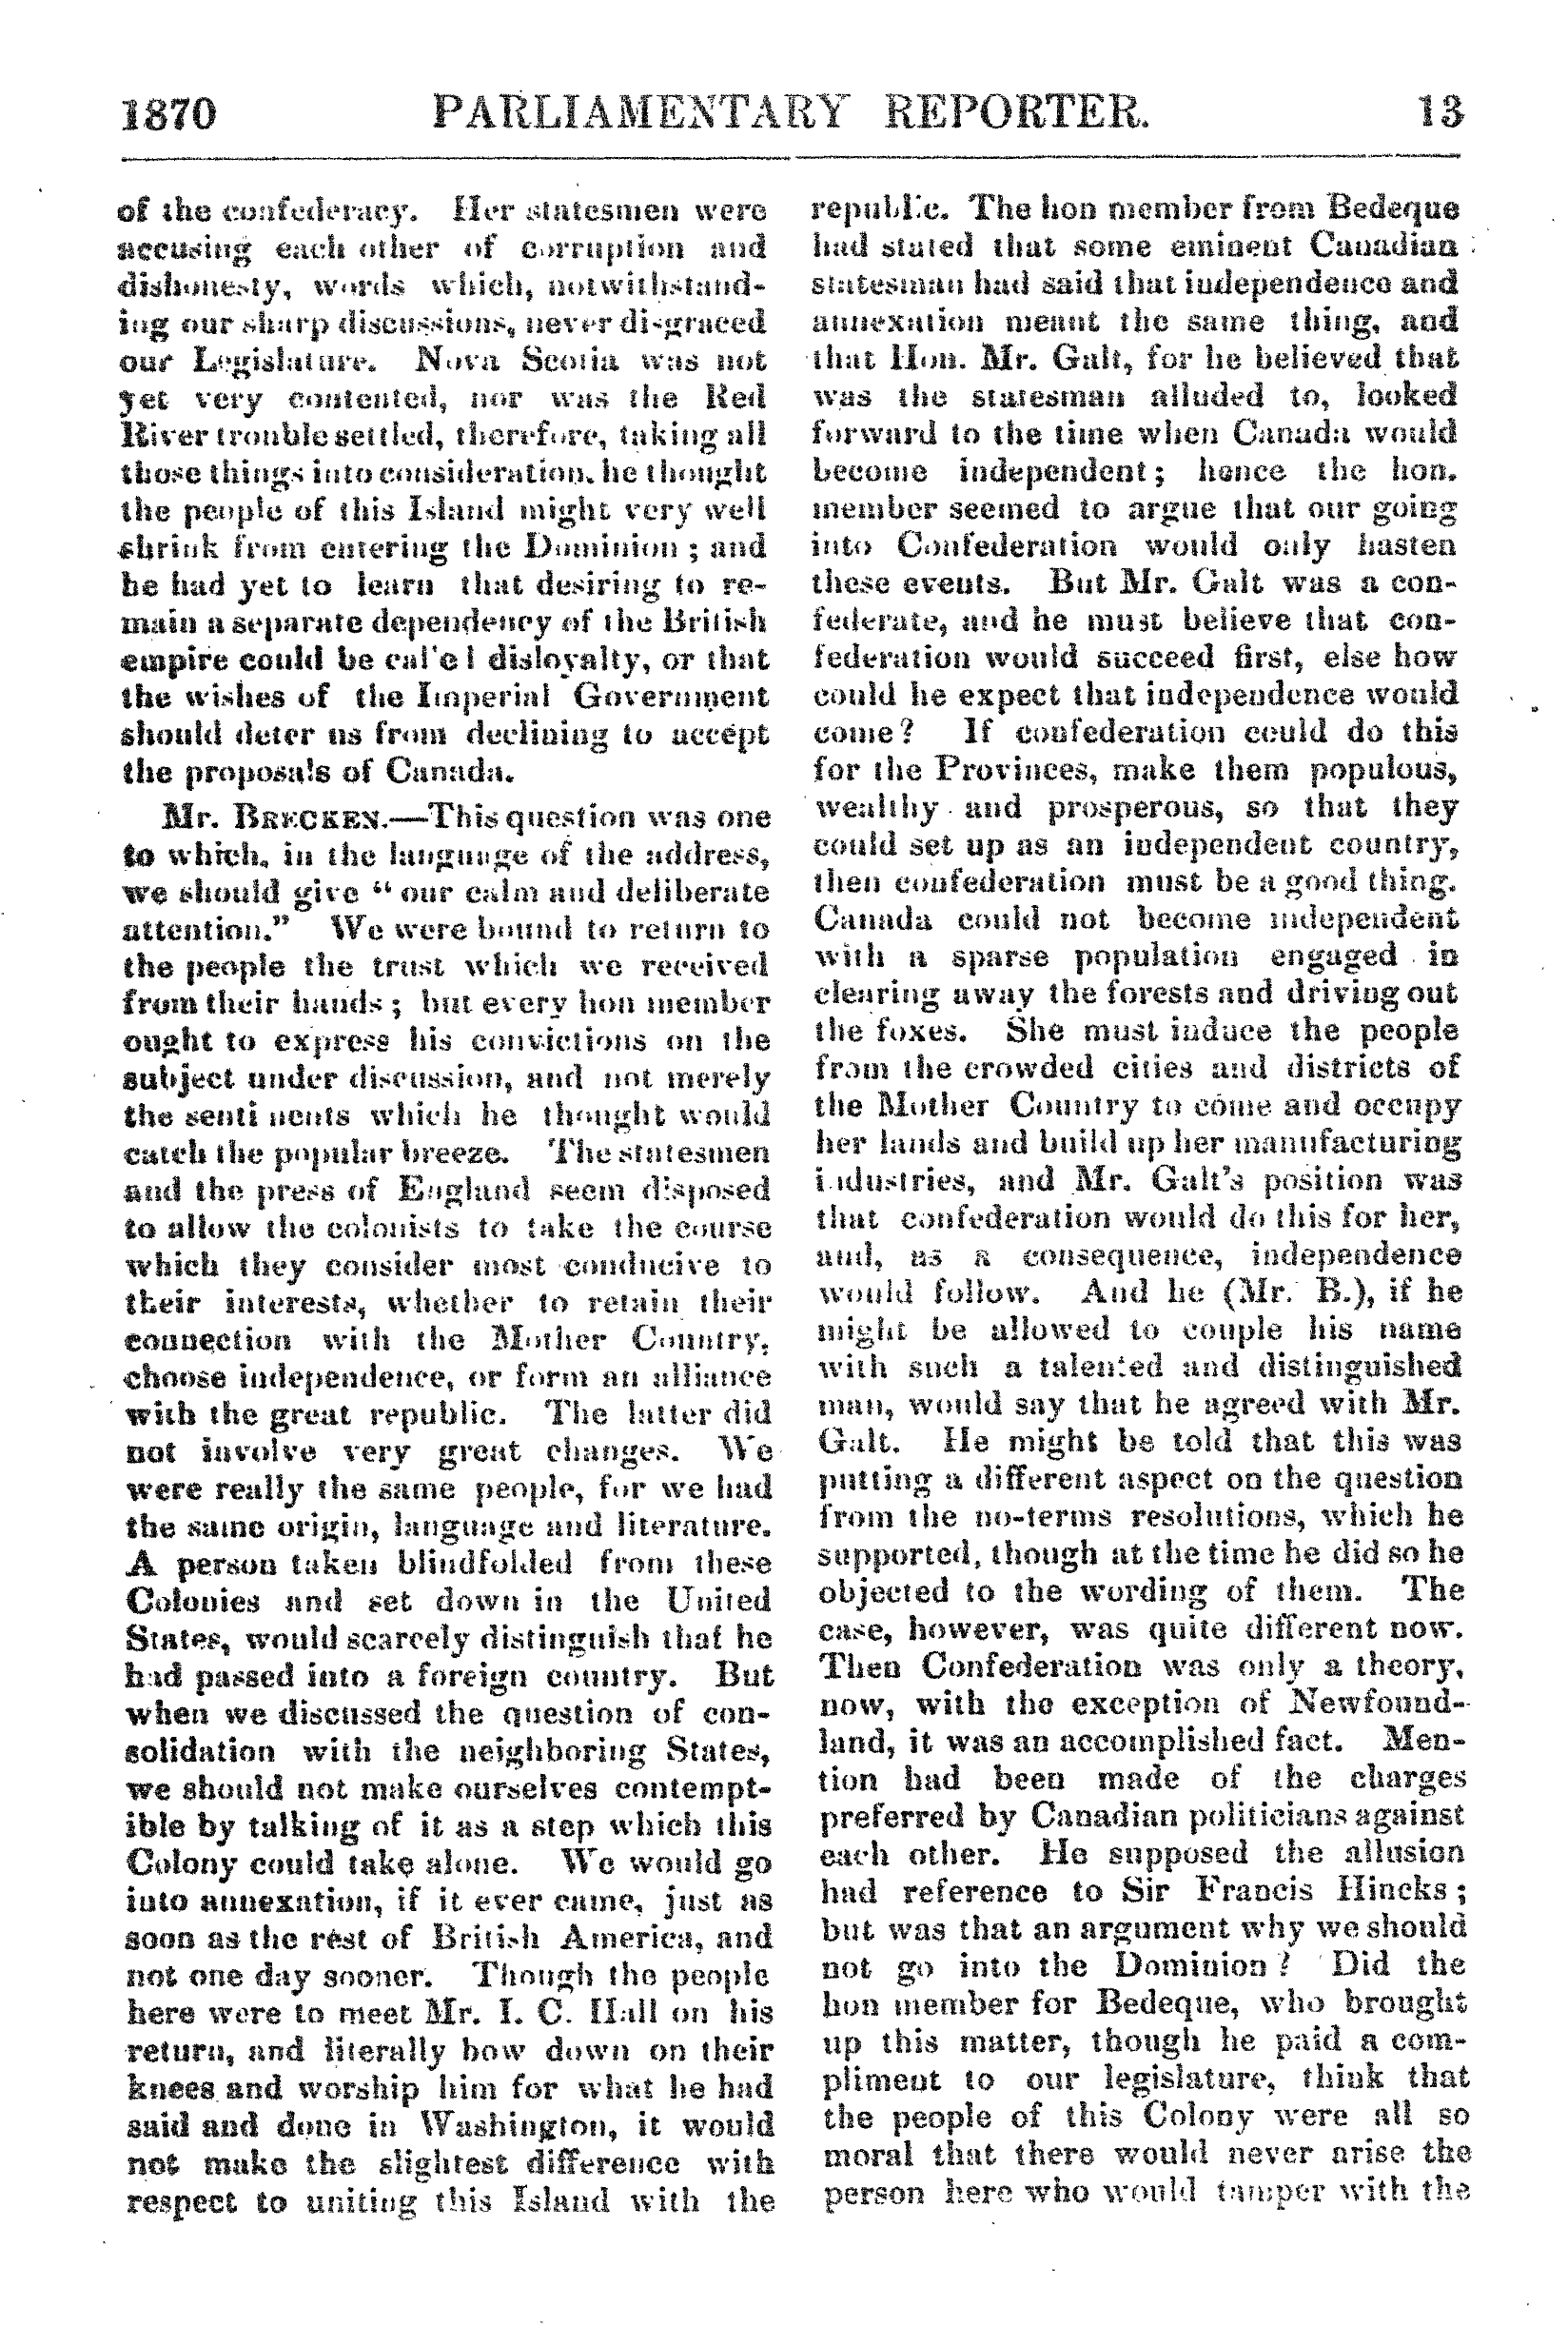 1870 PARLIAMENTARY REPORTER. 13
of the confederacy. Her statesmen were
accusing each other of corruption and
dishonesty, words which, notwithstand-
ing our sharp discussions, never disgraced
our Legislature. Nova Scotia was not
yet very contented, nor was the Red
River trouble settled, therefore, taking all
those things into consideration, he thought
the people of this Island might very well
shrink from entering the Dominion; and
he had yet to learn that desiring to re-
main a separate dependency of the British
empire could be called disloyalty, or that
the wishes of the Imperial Government
should deter us from declining to accept
the proposals of Canada.
Mr. BRECKEN.—This question was one
to which, in the language of the address,
we should give "our calm and deliberate
attention." We were bound to return to
the people the trust which we received
from their hands; but every hon member
ought to express his convictions on the
subject under discussion, and not merely
the sentiments which he thought would
catch the popular breeze. The statesmen
and the press of England seem disposed
to allow the colonists to take the course
which they consider most conducive to
their interests, whether to retain their
connection with the Mother Country,
choose independence, or form an alliance
with the great republic. The latter did
not involve very great changes. We
were really the same people, for we had
the same origin, language and literature.
A person taken blindfolded from these
Colonies and set down in the United
States, would scarcely distinguish that he
had passed into a foreign country. But
when we discussed the question of con-
solidation with the neighboring States,
we should not make ourselves contempt-
ible by talking of it as a step which this
Colony could take alone. We would go
into annexation, if it ever came, just as
soon as the rest of British America, and
not one day sooner. Though the people
here were to meet Mr. I. C. Hall on his
return, and literally bow down on their
knees and worship him for what he had
said and done in Washington, it would
not make the slightest difference with
respect to uniting this Island with the
republic. The hon member from Bedeque
had stated that some eminent Canadian
statesman had said that independence and
annexation meant the same thing, and
that Hon. Mr. Galt, for he believed that
was the statesman alluded to, looked
forward to the time when Canada would
become independent; hence the hon.
member seemed to argue that our going
into Confederation would only hasten
these events. But Mr. Galt was a con-
federate, and he must believe that con-
federation would succeed first, else how
could he expect that independence would
come? If confederation could do this
for the Provinces, make them populous,
wealthy and prosperous, so that they
could set up as an independent country,
then confederation must be a good thing.
Canada could not become independent
with a sparse population engaged in
clearing away the forests and driving out
the foxes. She must induce the people
from the crowded cities and districts of
the Mother Country to come and occupy
her lands and build up her manufacturing
industries, and Mr. Galt's position was
that confederation would do this for her,
and, as a consequence, independence
would follow. And he (Mr. B.), if he
might be allowed to couple his name
with such a talented and distinguished
man, would say that he agreed with Mr.
Galt. He might be told that this was
putting a different aspect on the question
from the no-terms resolutions, which he
supported, though at the time he did so he
objected to the wording of them. The
case, however, was quite different now.
Then Confederation was only a theory,
now, with the exception of Newfound-
land, it was an accomplished fact. Men-
tion had been made of the charges
preferred by Canadian politicians against
each other. He supposed the allusion
had reference to Sir Francis Hincks;
but was that an argument why we should
not go into the Dominion? Did the
hon member for Bedeque, who brought
up this matter, though he paid a com-
pliment to our legislature, think that
the people of this Colony were all so
moral that there would never arise the
person here who would tamper with the